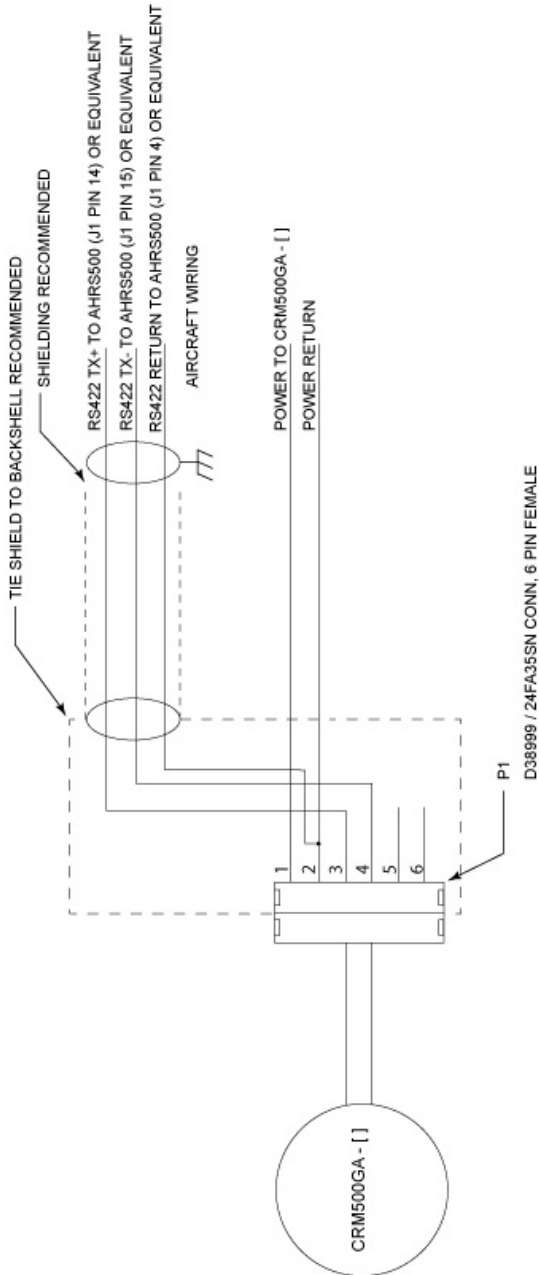 TIE SHIELD TO BACKSHELL RECOMMENDED
SHIELDING RECOMMENDED
RS422 TX+ TO AHRS500 (J1 PIN 14) OR EQUIVALENT
RS422 TX- TO AHRS500 (J1 PIN 15) OR EQUIVALENT
RS422 RETURN TO AHRS500 (J1 PIN 4) OR EQUIVALENT
AIRCRAFT WIRING
POWER TO CRM500GA - [ ]
POWER RETURN
1
2
3
4
5
6
P1
D38999 / 24FA35SN CONN, 6 PIN FEMALE
CRM500GA - [ ]